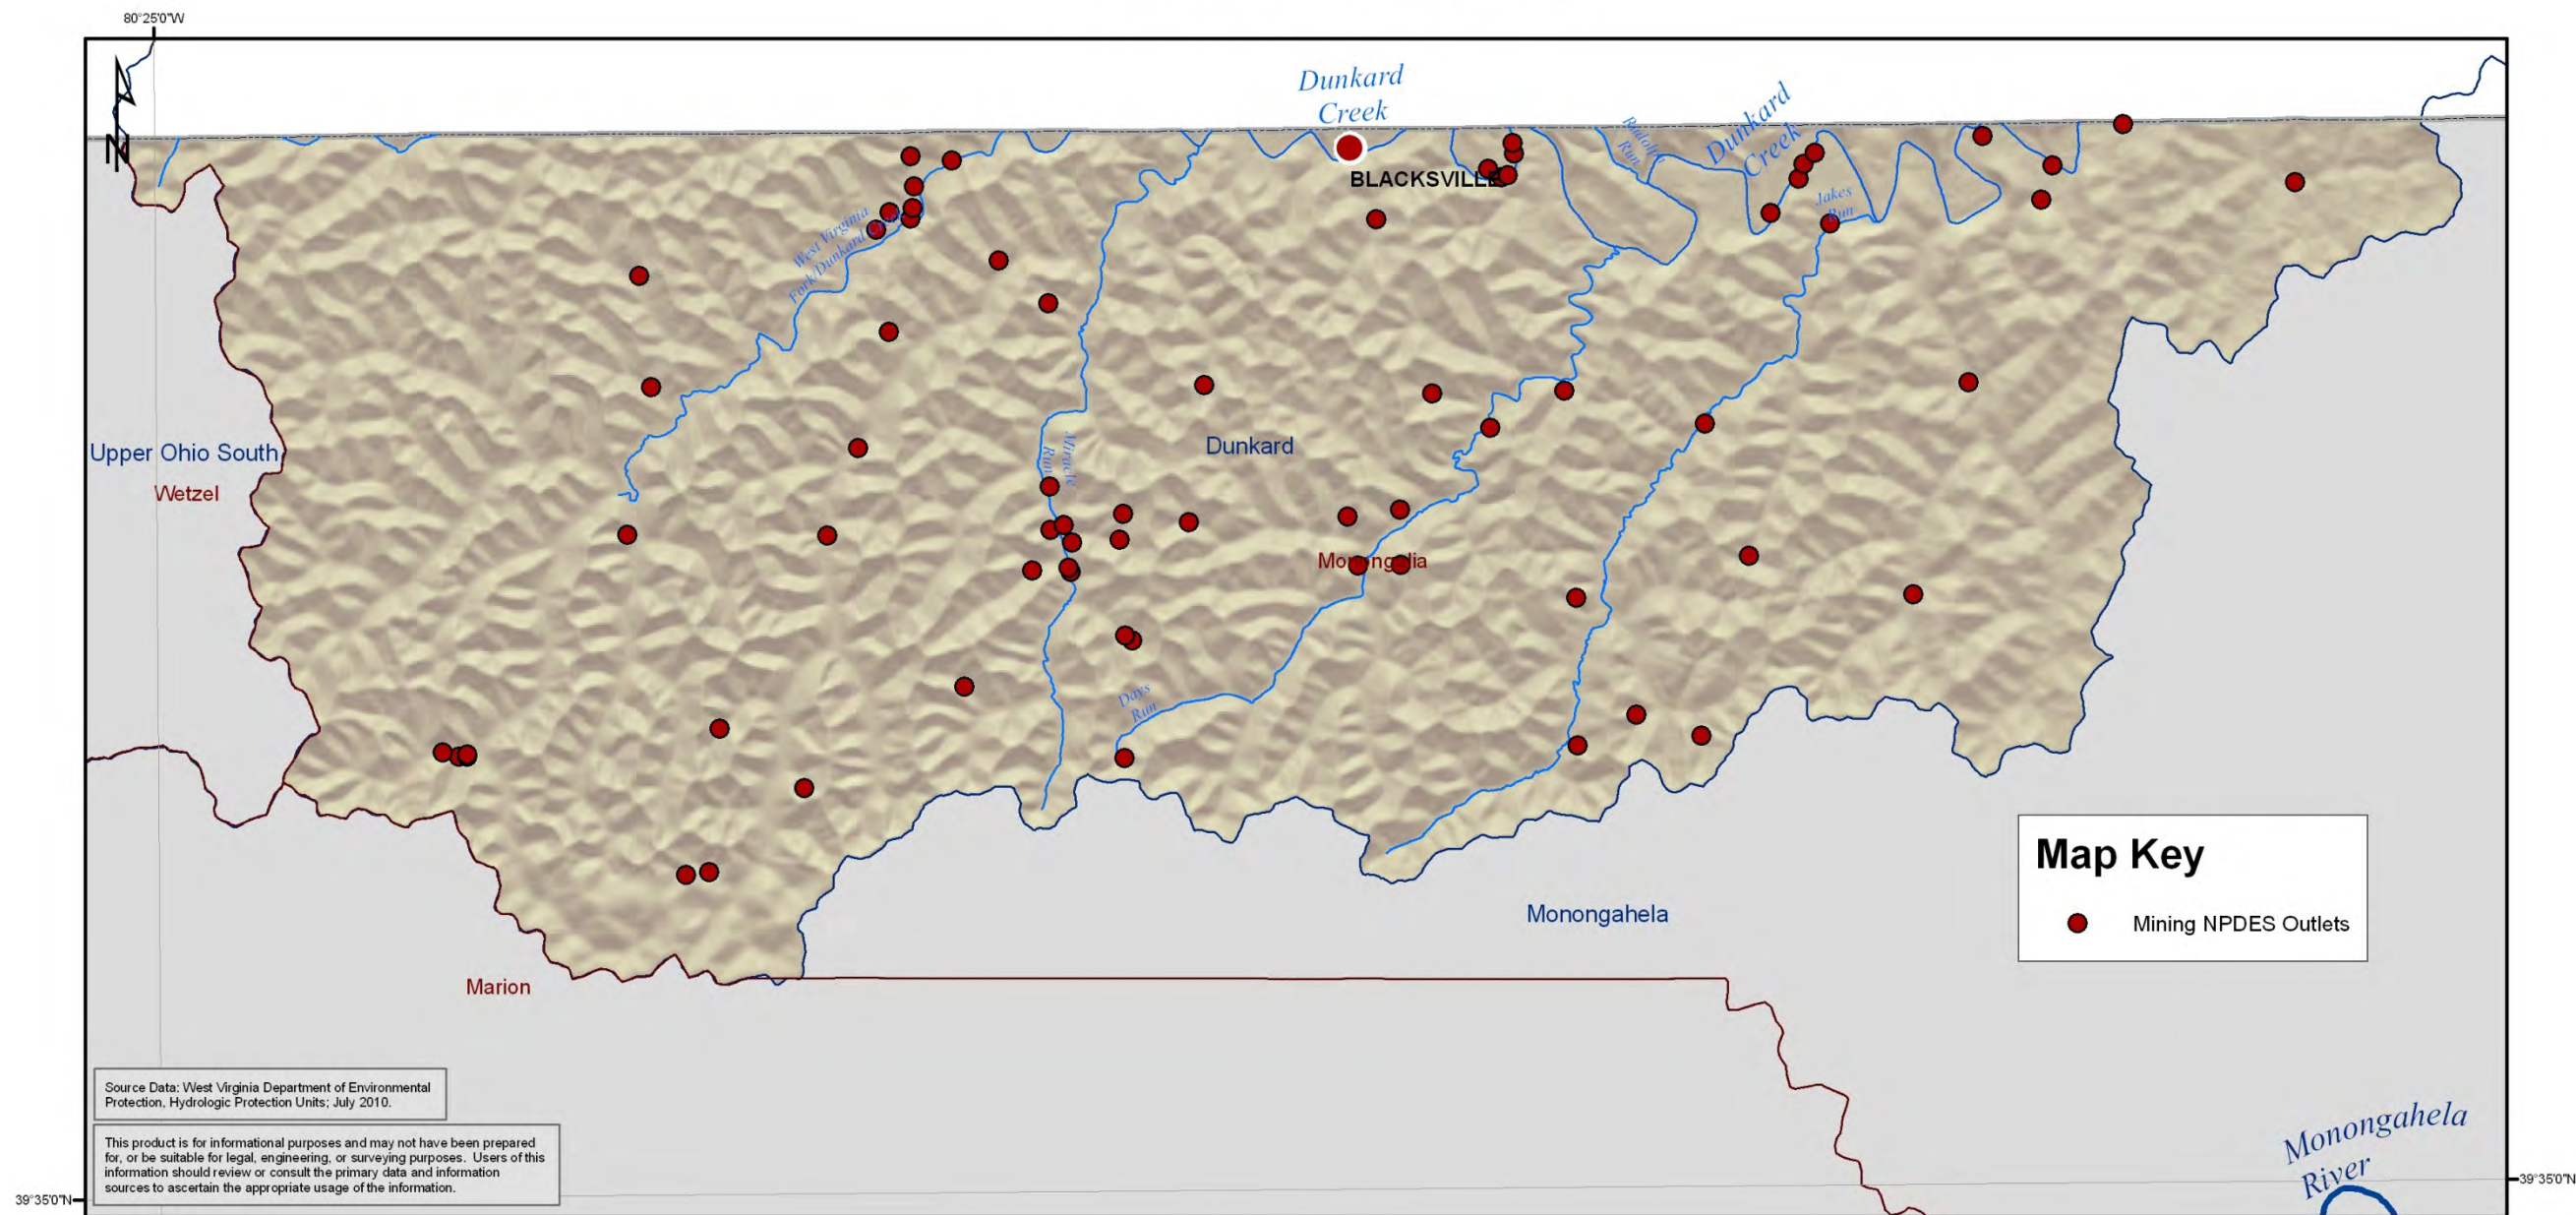 80°25'0"W
N
Dunkard
Creek
Dunkard
Creek
Run
BLACKSVILLE
Jakes
Run
West Virginia
Fork/Dunkard Creek
Upper Ohio South
Wetzel
Miracle
Run
Dunkard
Monongalia
Days
Run
Map Key
Mining NPDES Outlets
Monongahela
Marion
Source Data: West Virginia Department of Environmental
Protection, Hydrologic Protection Units; July 2010.
This product is for informational purposes and may not have been prepared
for, or be suitable for legal, engineering, or surveying purposes.  Users of this
information should review or consult the primary data and information
sources to ascertain the appropriate usage of the information.
Monongahela
River
39°35'0"N
39°35'0"N